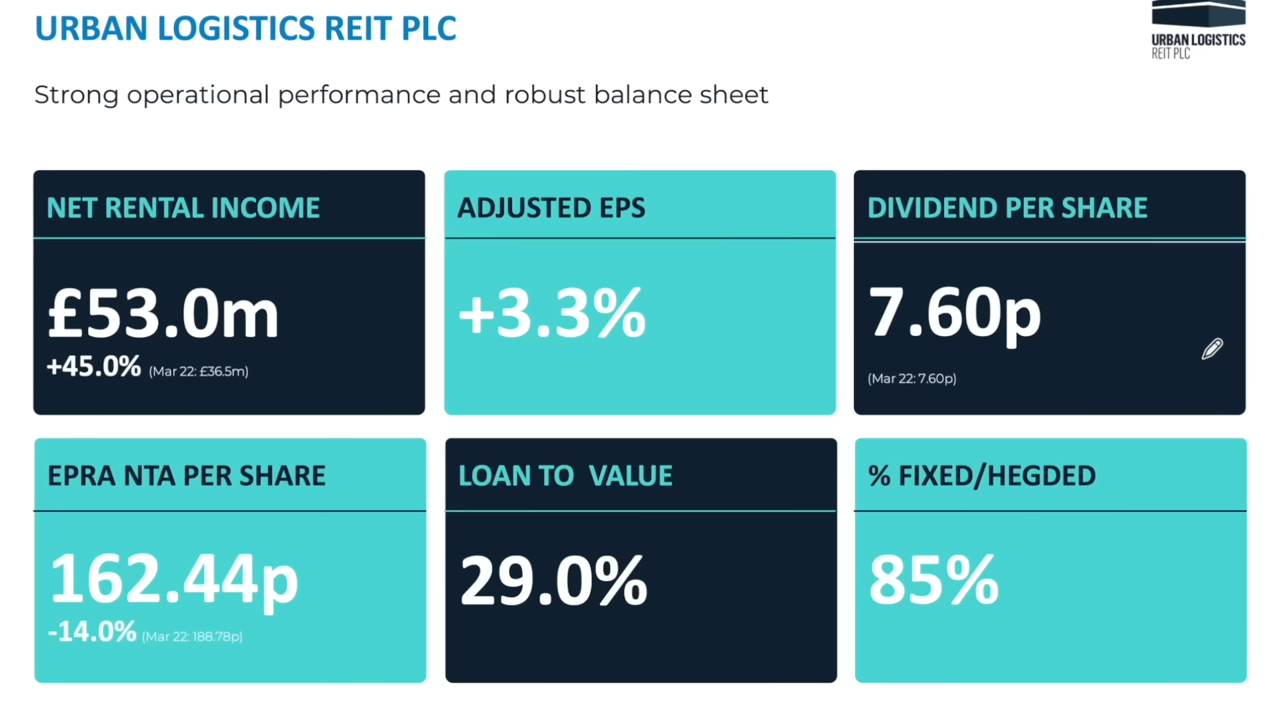 URBAN LOGISTICS REIT PLC
URBAN LOGISTICS
REIT PLC
Strong operational performance and robust balance sheet
NET RENTAL INCOME
£53.0m
+45.0% (Mar 22: £36.5m)
ADJUSTED EPS
+3.3%
DIVIDEND PER SHARE
7.60p
(Mar 22: 7.60p)
EPRA NTA PER SHARE
162.44p
-14.0% (Mar 22: 188.78p)
LOAN TO  VALUE
29.0%
% FIXED/HEGDED
85%